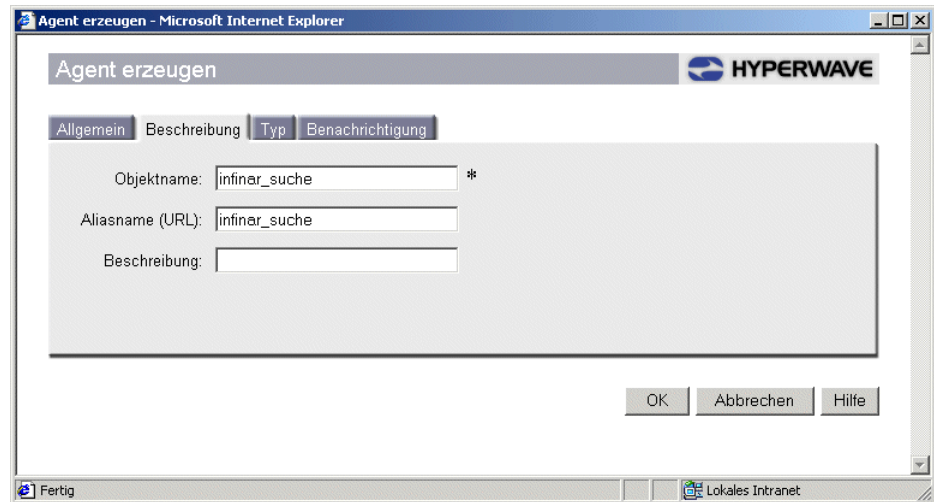 Agent erzeugen - Microsoft Internet Explorer
Agent erzeugen HYPERWAVE
Allgemein Beschreibung Typ Benachrichtigung
Objektname: infinar_suche *
Aliasname (URL): infinar_suche
Beschreibung:
OK Abbrechen Hilfe
Fertig Lokales Intranet